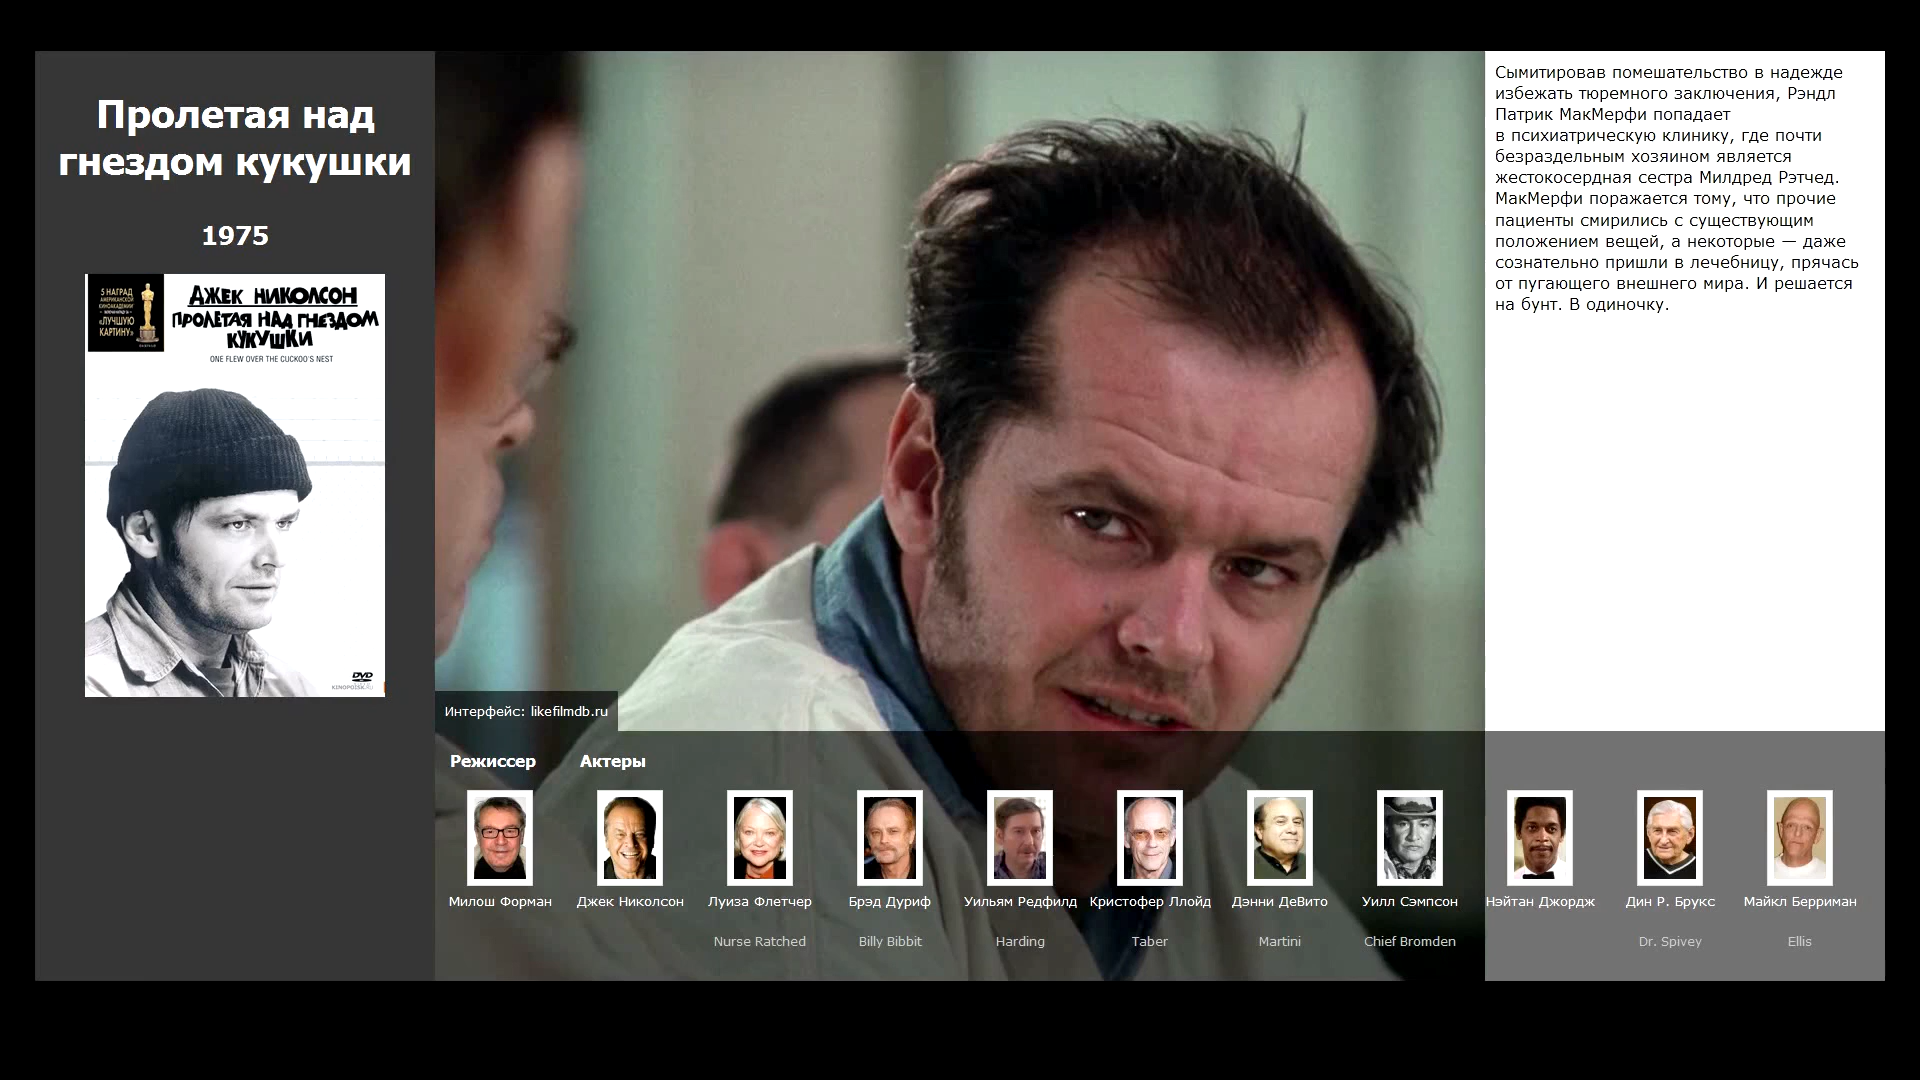 Пролетая над
гнездом кукушки
1975
5 НАГРАД
АМЕРИКАНСКОЙ
КИНОАКАДЕМИИ
«ЛУЧШУЮ
КАРТИНУ»
ДЖЕК НИКОЛСОН
ПРОЛЕТАЯ НАД ГНЕЗДОМ
КУКУШКИ
ONE FLEW OVER THE CUCKOO'S NEST
DVD
KINOPOISK.RU
Сымитировав помешательство в надежде
избежать тюремного заключения, Рэндл
Патрик МакМерфи попадает
в психиатрическую клинику, где почти
безраздельным хозяином является
жестокосердная сестра Милдред Рэтчед.
МакМерфи поражается тому, что прочие
пациенты смирились с существующим
положением вещей, а некоторые — даже
сознательно пришли в лечебницу, прячась
от пугающего внешнего мира. И решается
на бунт. В одиночку.
Интерфейс: likefilmdb.ru
Режиссер Актеры
Милош Форман Джек Николсон Луиза Флетчер Брэд Дуриф Уильям Редфилд Кристофер Ллойд Дэнни ДеВито Уилл Сэмпсон Нэйтан Джордж Дин Р. Брукс Майкл Берриман
Nurse Ratched Billy Bibbit Harding Taber Martini Chief Bromden Dr. Spivey Ellis